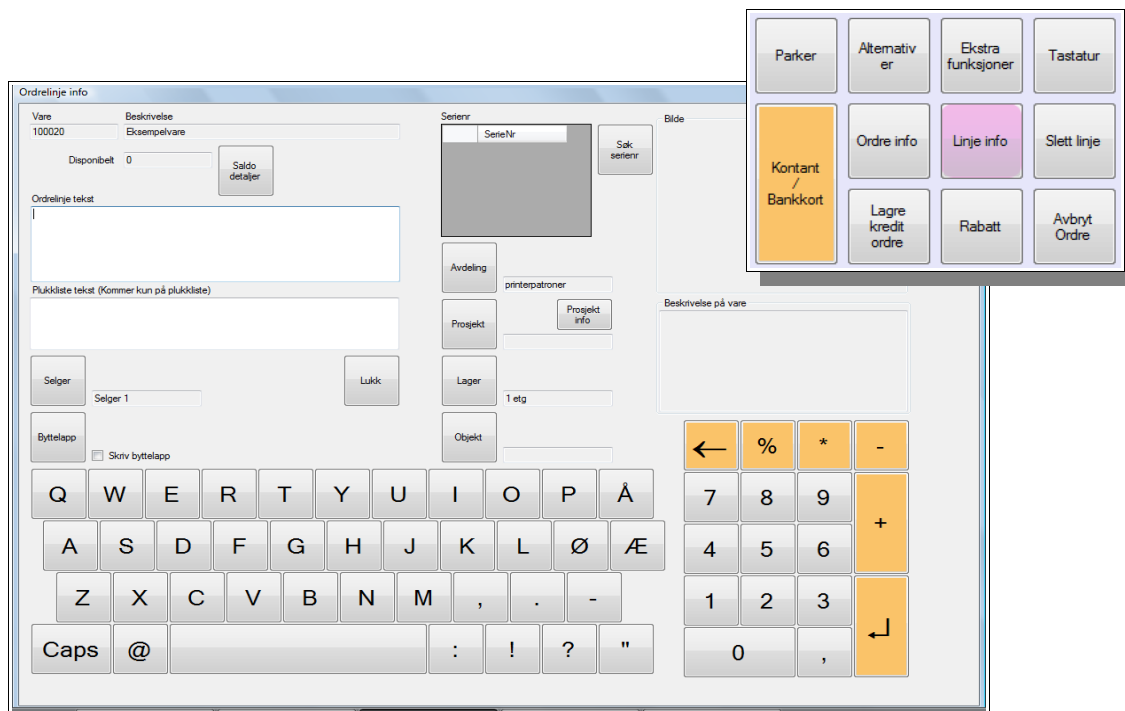 Parker
Alternativ
er
Ekstra
funksjoner
Tastatur
Kontant
/
Bankkort
Ordre info
Linje info
Slett linje
Lagre
kredit
ordre
Rabatt
Avbryt
Ordre
Ordrelinje info
Vare
Beskrivelse
100020
Eksempelvare
Disponibelt
0
Saldo
detaljer
Ordrelinje tekst
Plukkliste tekst (Kommer kun på plukkliste)
Selger
Selger 1
Lukk
Byttelapp
Skriv byttelapp
Serienr
SerieNr
Søk
serienr
Avdeling
printerpatroner
Prosjekt
Prosjekt
info
Lager
1 etg
Objekt
Bilde
Beskrivelse på vare
Q W E R T Y U I O P Å
A S D F G H J K L Ø Æ
Z X C V B N M , . -
Caps @ : ! ? "
← % * -
7 8 9 +
4 5 6
1 2 3 ↵
0 ,